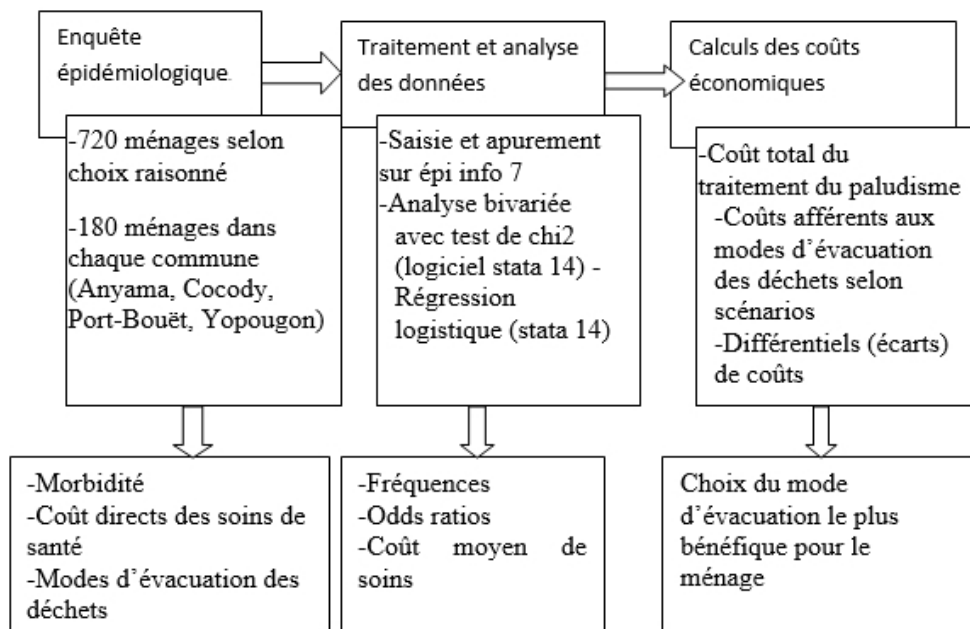 Enquête
épidémiologique.
Traitement et analyse
des données
Calculs des coûts
économiques
-720 ménages selon
choix raisonné
-180 ménages dans
chaque commune
(Anyama, Cocody,
Port-Bouët, Yopougon)
-Saisie et apurement
sur épi info 7
-Analyse bivariée
avec test de chi2
(logiciel stata 14) -
Régression
logistique (stata 14)
-Coût total du
traitement du paludisme
-Coûts afférents aux
modes d’évacuation
des déchets selon
scénarios
-Différentiels (écarts)
de coûts
-Morbidité
-Coût directs des soins de
santé
-Modes d’évacuation des
déchets
-Fréquences
-Odds ratios
-Coût moyen de
soins
Choix du mode
d’évacuation le plus
bénéfique pour le
ménage